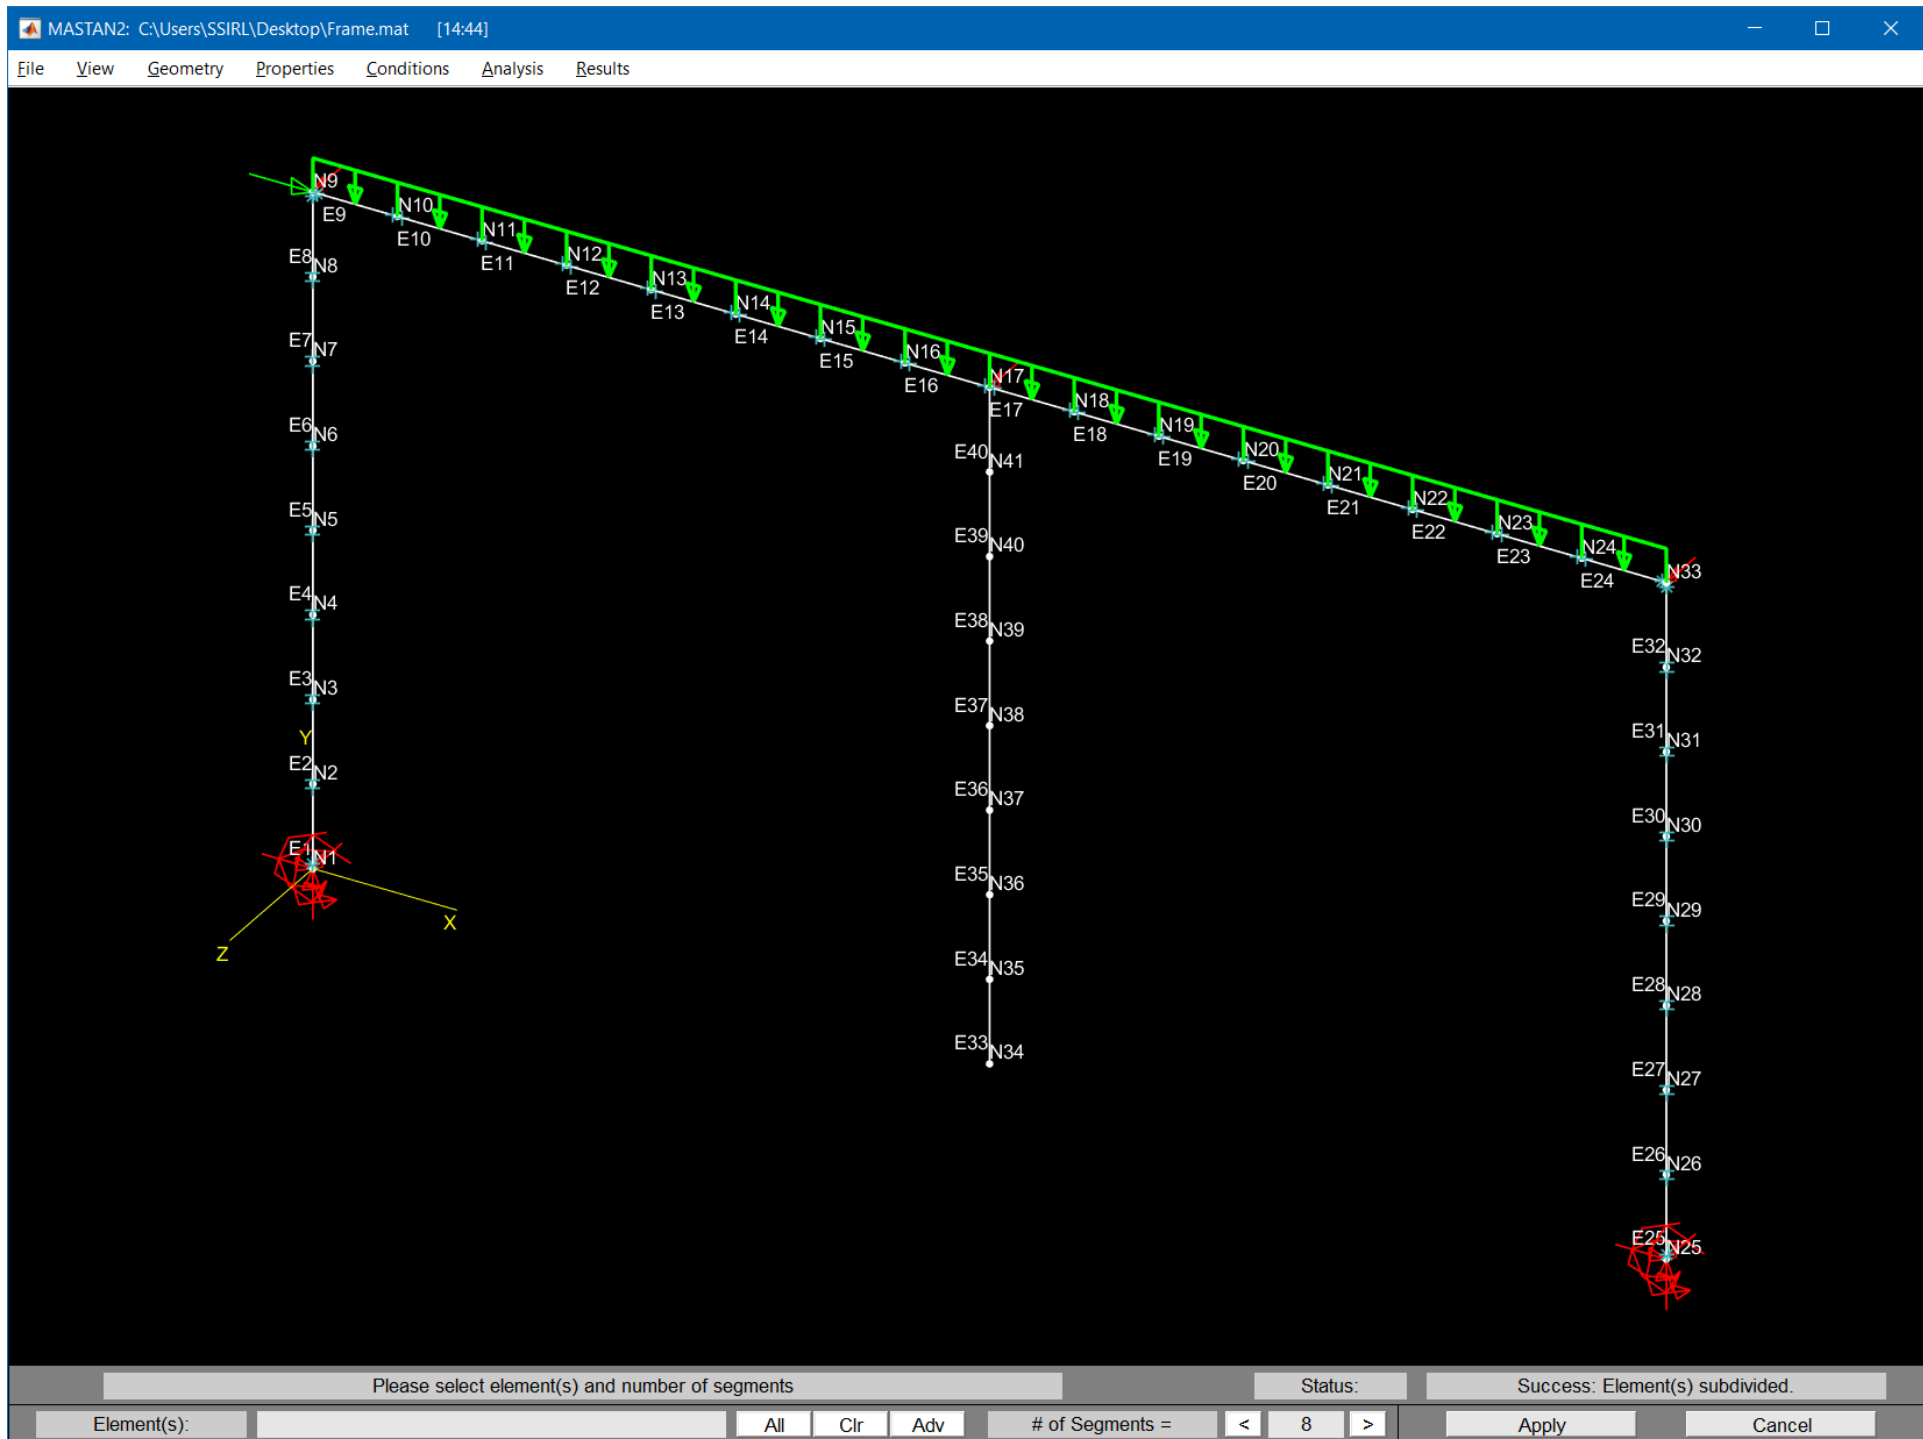 MASTAN2: C:\Users\SSIRL\Desktop\Frame.mat [14:44]
File View Geometry Properties Conditions Analysis Results
N9
E9
N10
E10
N11
E11
N12
E12
N13
E13
N14
E14
N15
E15
N16
E16
N17
E17
N18
E18
N19
E19
N20
E20
N21
E21
N22
E22
N23
E23
N24
E24
N33
E8 N8
E7 N7
E6 N6
E5 N5
E4 N4
E3 N3
Y
E2 N2
E1 N1
X
Z
E40 N41
E39 N40
E38 N39
E37 N38
E36 N37
E35 N36
E34 N35
E33 N34
E32 N32
E31 N31
E30 N30
E29 N29
E28 N28
E27 N27
E26 N26
E25 N25
Please select element(s) and number of segments Status: Success: Element(s) subdivided.
Element(s): All Clr Adv # of Segments = < 8 > Apply Cancel